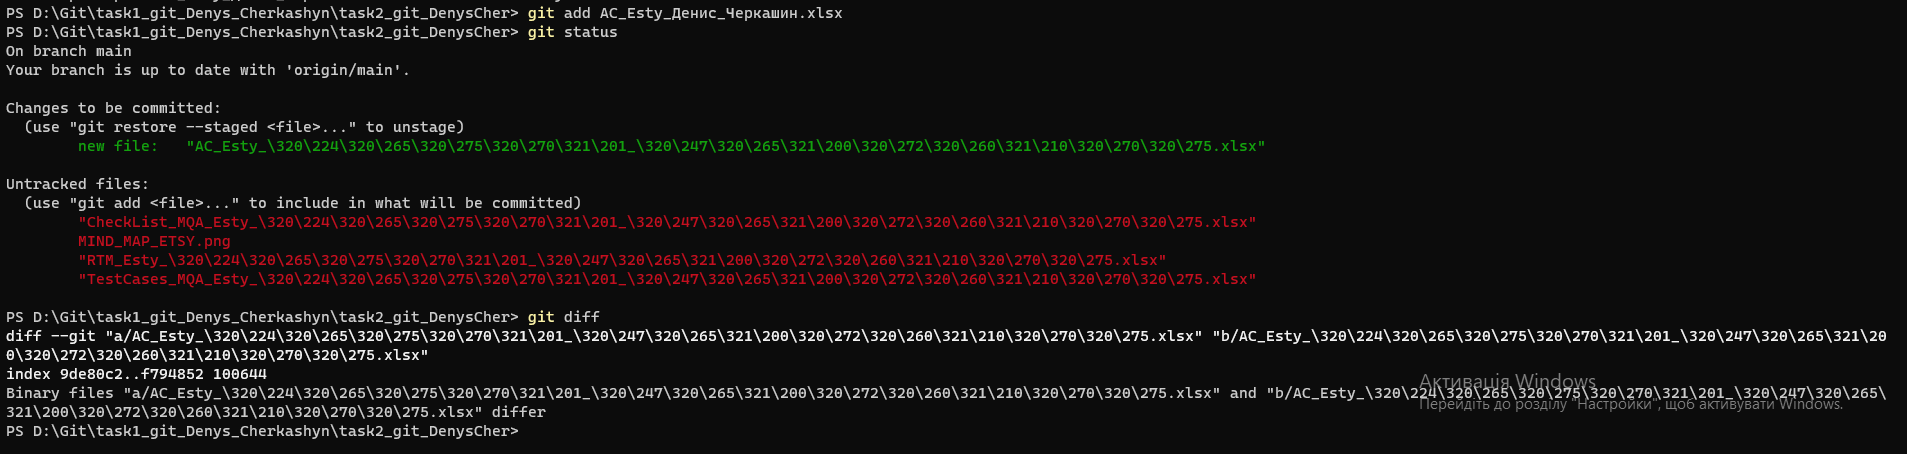 PS D:\Git\task1_git_Denys_Cherkashyn\task2_git_DenysCher> git add AC_Esty_Денис_Черкашин.xlsx
PS D:\Git\task1_git_Denys_Cherkashyn\task2_git_DenysCher> git status
On branch main
Your branch is up to date with 'origin/main'.
Changes to be committed:
(use "git restore --staged <file>..." to unstage)
new file: "AC_Esty_\320\224\320\265\320\275\320\270\321\201_\320\247\320\265\321\200\320\272\320\260\321\210\320\270\320\275.xlsx"
Untracked files:
(use "git add <file>..." to include in what will be committed)
"CheckList_MQA_Esty_\320\224\320\265\320\275\320\270\321\201_\320\247\320\265\321\200\320\272\320\260\321\210\320\270\320\275.xlsx"
MIND_MAP_ETSY.png
"RTM_Esty_\320\224\320\265\320\275\320\270\321\201_\320\247\320\265\321\200\320\272\320\260\321\210\320\270\320\275.xlsx"
"TestCases_MQA_Esty_\320\224\320\265\320\275\320\270\321\201_\320\247\320\265\321\200\320\272\320\260\321\210\320\270\320\275.xlsx"
PS D:\Git\task1_git_Denys_Cherkashyn\task2_git_DenysCher> git diff
diff --git "a/AC_Esty_\320\224\320\265\320\275\320\270\321\201_\320\247\320\265\321\200\320\272\320\260\321\210\320\270\320\275.xlsx" "b/AC_Esty_\320\224\320\265\320\275\320\270\321\201_\320\247\320\265\321\20
0\320\272\320\260\321\210\320\270\320\275.xlsx"
index 9de80c2..f794852 100644
Binary files "a/AC_Esty_\320\224\320\265\320\275\320\270\321\201_\320\247\320\265\321\200\320\272\320\260\321\210\320\270\320\275.xlsx" and "b/AC_Esty_\320\224\320\265\320\275\320\270\321\201_\320\247\320\265\
321\200\320\272\320\260\321\210\320\270\320\275.xlsx" differ
PS D:\Git\task1_git_Denys_Cherkashyn\task2_git_DenysCher>
Активація Windows
Перейдіть до розділу "Настройки", щоб активувати Windows.